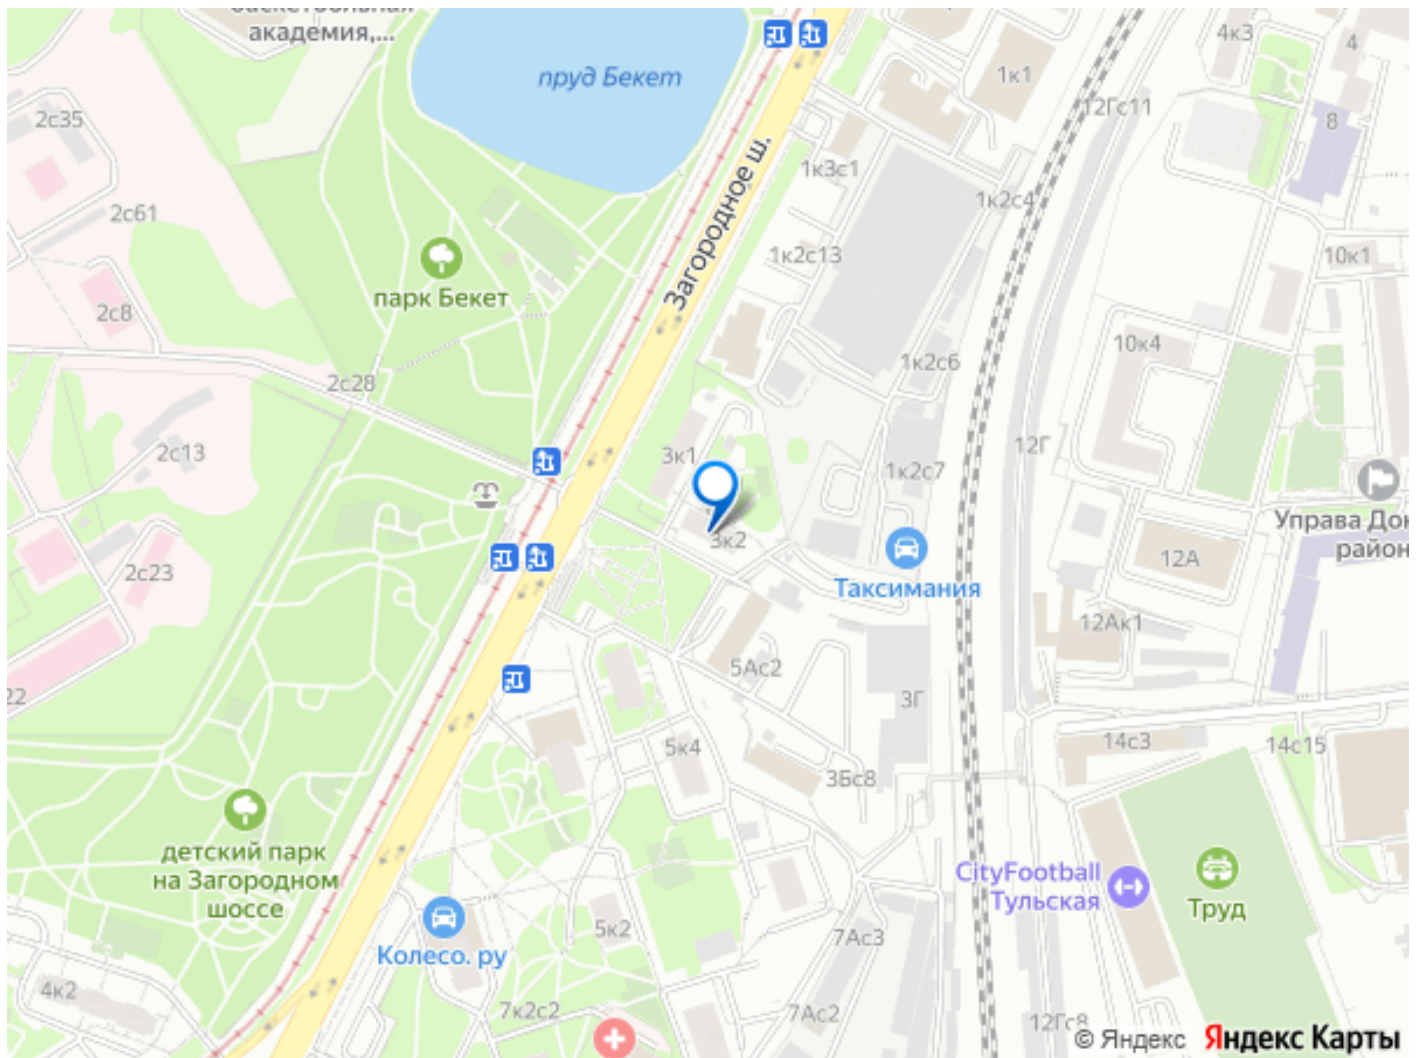 баскетбольная
академия,...
пруд Бекет
Загородное ш.
1к1
4к3
4
12Гс11
8
2с35
1к3с1
1к2с4
2с61
1к2с13
10к1
парк Бекет
2с8
10к4
1к2с6
2с28
2с13
3к1
12Г
1к2с7
Управа Дон
район
3к2
12А
2с23
Таксимания
12Ак1
5Ас2
22
3Г
5к4
14с3
14с15
3Бс8
детский парк
на Загородном
шоссе
CityFootball
Тульская
Труд
5к2
7Ас3
Колесо. ру
4к2
7к2с2
7Ас2
12Гс8
© Яндекс Яндекс Карты